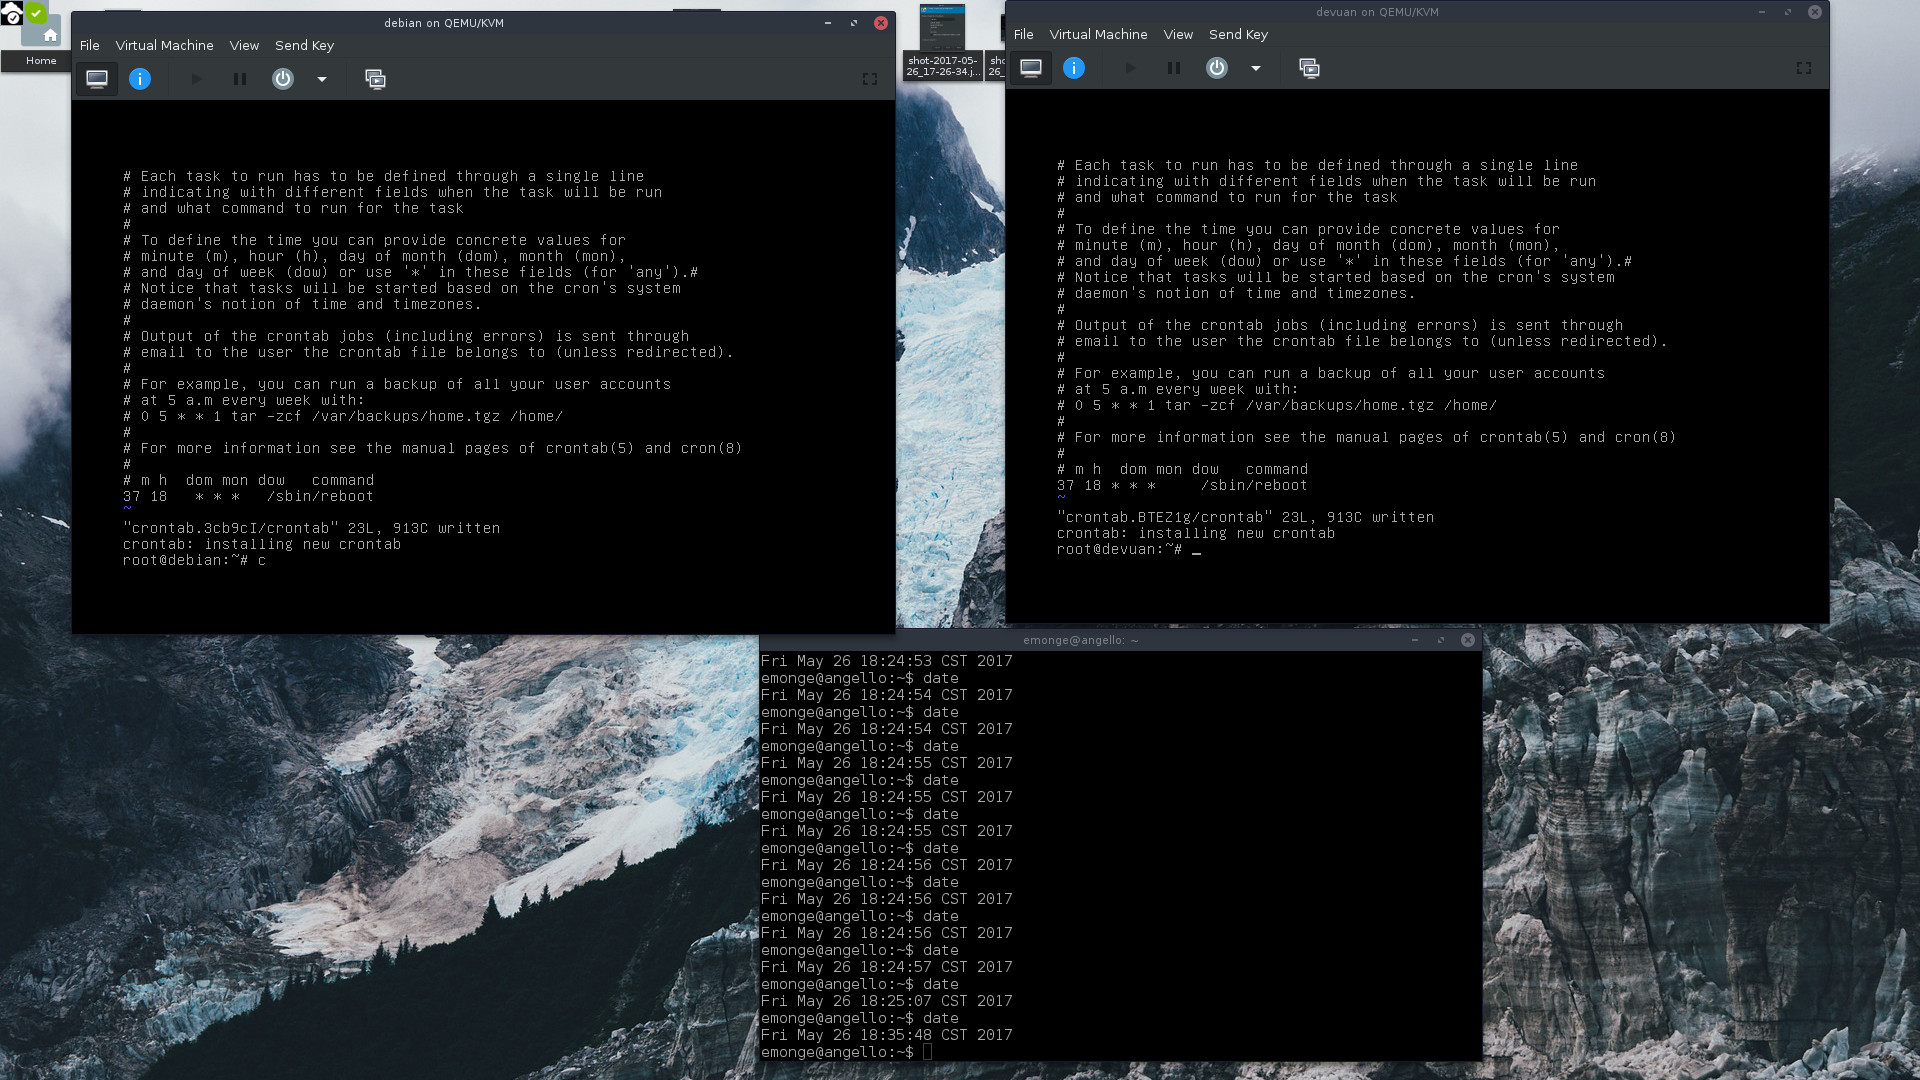 Home
debian on QEMU/KVM
File Virtual Machine View Send Key
# Each task to run has to be defined through a single line
# indicating with different fields when the task will be run
# and what command to run for the task
#
# To define the time you can provide concrete values for
# minute (m), hour (h), day of month (dom), month (mon),
# and day of week (dow) or use '*' in these fields (for 'any').#
# Notice that tasks will be started based on the cron's system
# daemon's notion of time and timezones.
#
# Output of the crontab jobs (including errors) is sent through
# email to the user the crontab file belongs to (unless redirected).
#
# For example, you can run a backup of all your user accounts
# at 5 a.m every week with:
# 0 5 * * 1 tar -zcf /var/backups/home.tgz /home/
#
# For more information see the manual pages of crontab(5) and cron(8)
#
# m h  dom mon dow   command
37 18   * * *   /sbin/reboot
~
"crontab.3cb9cI/crontab" 23L, 913C written
crontab: installing new crontab
root@debian:~# c
shot-2017-05-
26_17-26-34.j...
sho
26_
devuan on QEMU/KVM
File Virtual Machine View Send Key
# Each task to run has to be defined through a single line
# indicating with different fields when the task will be run
# and what command to run for the task
#
# To define the time you can provide concrete values for
# minute (m), hour (h), day of month (dom), month (mon),
# and day of week (dow) or use '*' in these fields (for 'any').#
# Notice that tasks will be started based on the cron's system
# daemon's notion of time and timezones.
#
# Output of the crontab jobs (including errors) is sent through
# email to the user the crontab file belongs to (unless redirected).
#
# For example, you can run a backup of all your user accounts
# at 5 a.m every week with:
# 0 5 * * 1 tar -zcf /var/backups/home.tgz /home/
#
# For more information see the manual pages of crontab(5) and cron(8)
#
# m h  dom mon dow   command
37 18 * * *     /sbin/reboot
~
"crontab.BTEZ1g/crontab" 23L, 913C written
crontab: installing new crontab
root@devuan:~# _
emonge@angello: ~
Fri May 26 18:24:53 CST 2017
emonge@angello:~$ date
Fri May 26 18:24:54 CST 2017
emonge@angello:~$ date
Fri May 26 18:24:54 CST 2017
emonge@angello:~$ date
Fri May 26 18:24:55 CST 2017
emonge@angello:~$ date
Fri May 26 18:24:55 CST 2017
emonge@angello:~$ date
Fri May 26 18:24:55 CST 2017
emonge@angello:~$ date
Fri May 26 18:24:56 CST 2017
emonge@angello:~$ date
Fri May 26 18:24:56 CST 2017
emonge@angello:~$ date
Fri May 26 18:24:56 CST 2017
emonge@angello:~$ date
Fri May 26 18:24:57 CST 2017
emonge@angello:~$ date
Fri May 26 18:25:07 CST 2017
emonge@angello:~$ date
Fri May 26 18:35:48 CST 2017
emonge@angello:~$